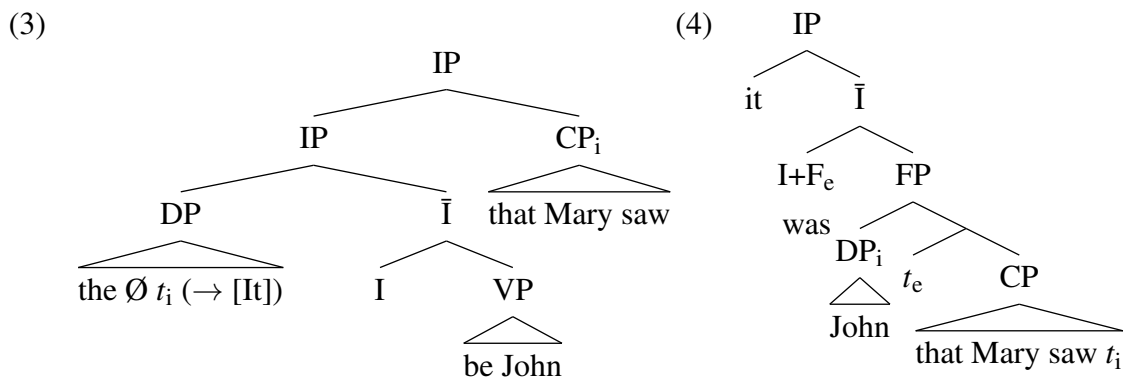 (3) (4) IP
IP
it Ī
IP CPᵢ
I+Fₑ FP
DP Ī that Mary saw
was
DPᵢ tₑ CP
the Ø tᵢ (→ [It]) I VP
John
be John that Mary saw tᵢ